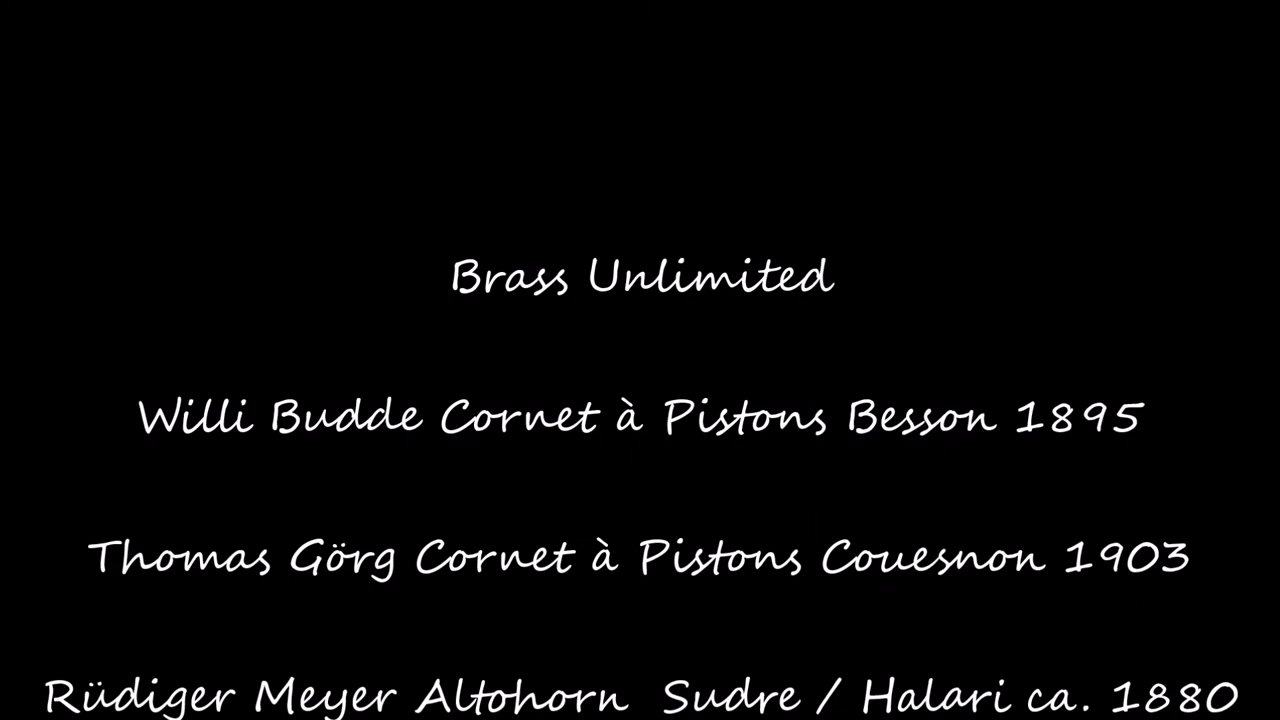 Brass Unlimited
Willi Budde Cornet à Pistons Besson 1895
Thomas Görg Cornet à Pistons Couesnon 1903
Rüdiger Meyer Altohorn Sudre / Halari ca. 1880